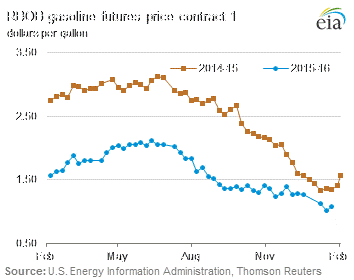 RBOB gasoline futures price contract 1
dollars per gallon
eia
3.50
2014-15
2015-16
2.50
1.50
0.50
Feb
May
Aug
Nov
Feb
Source: U.S. Energy Information Administration, Thomson Reuters